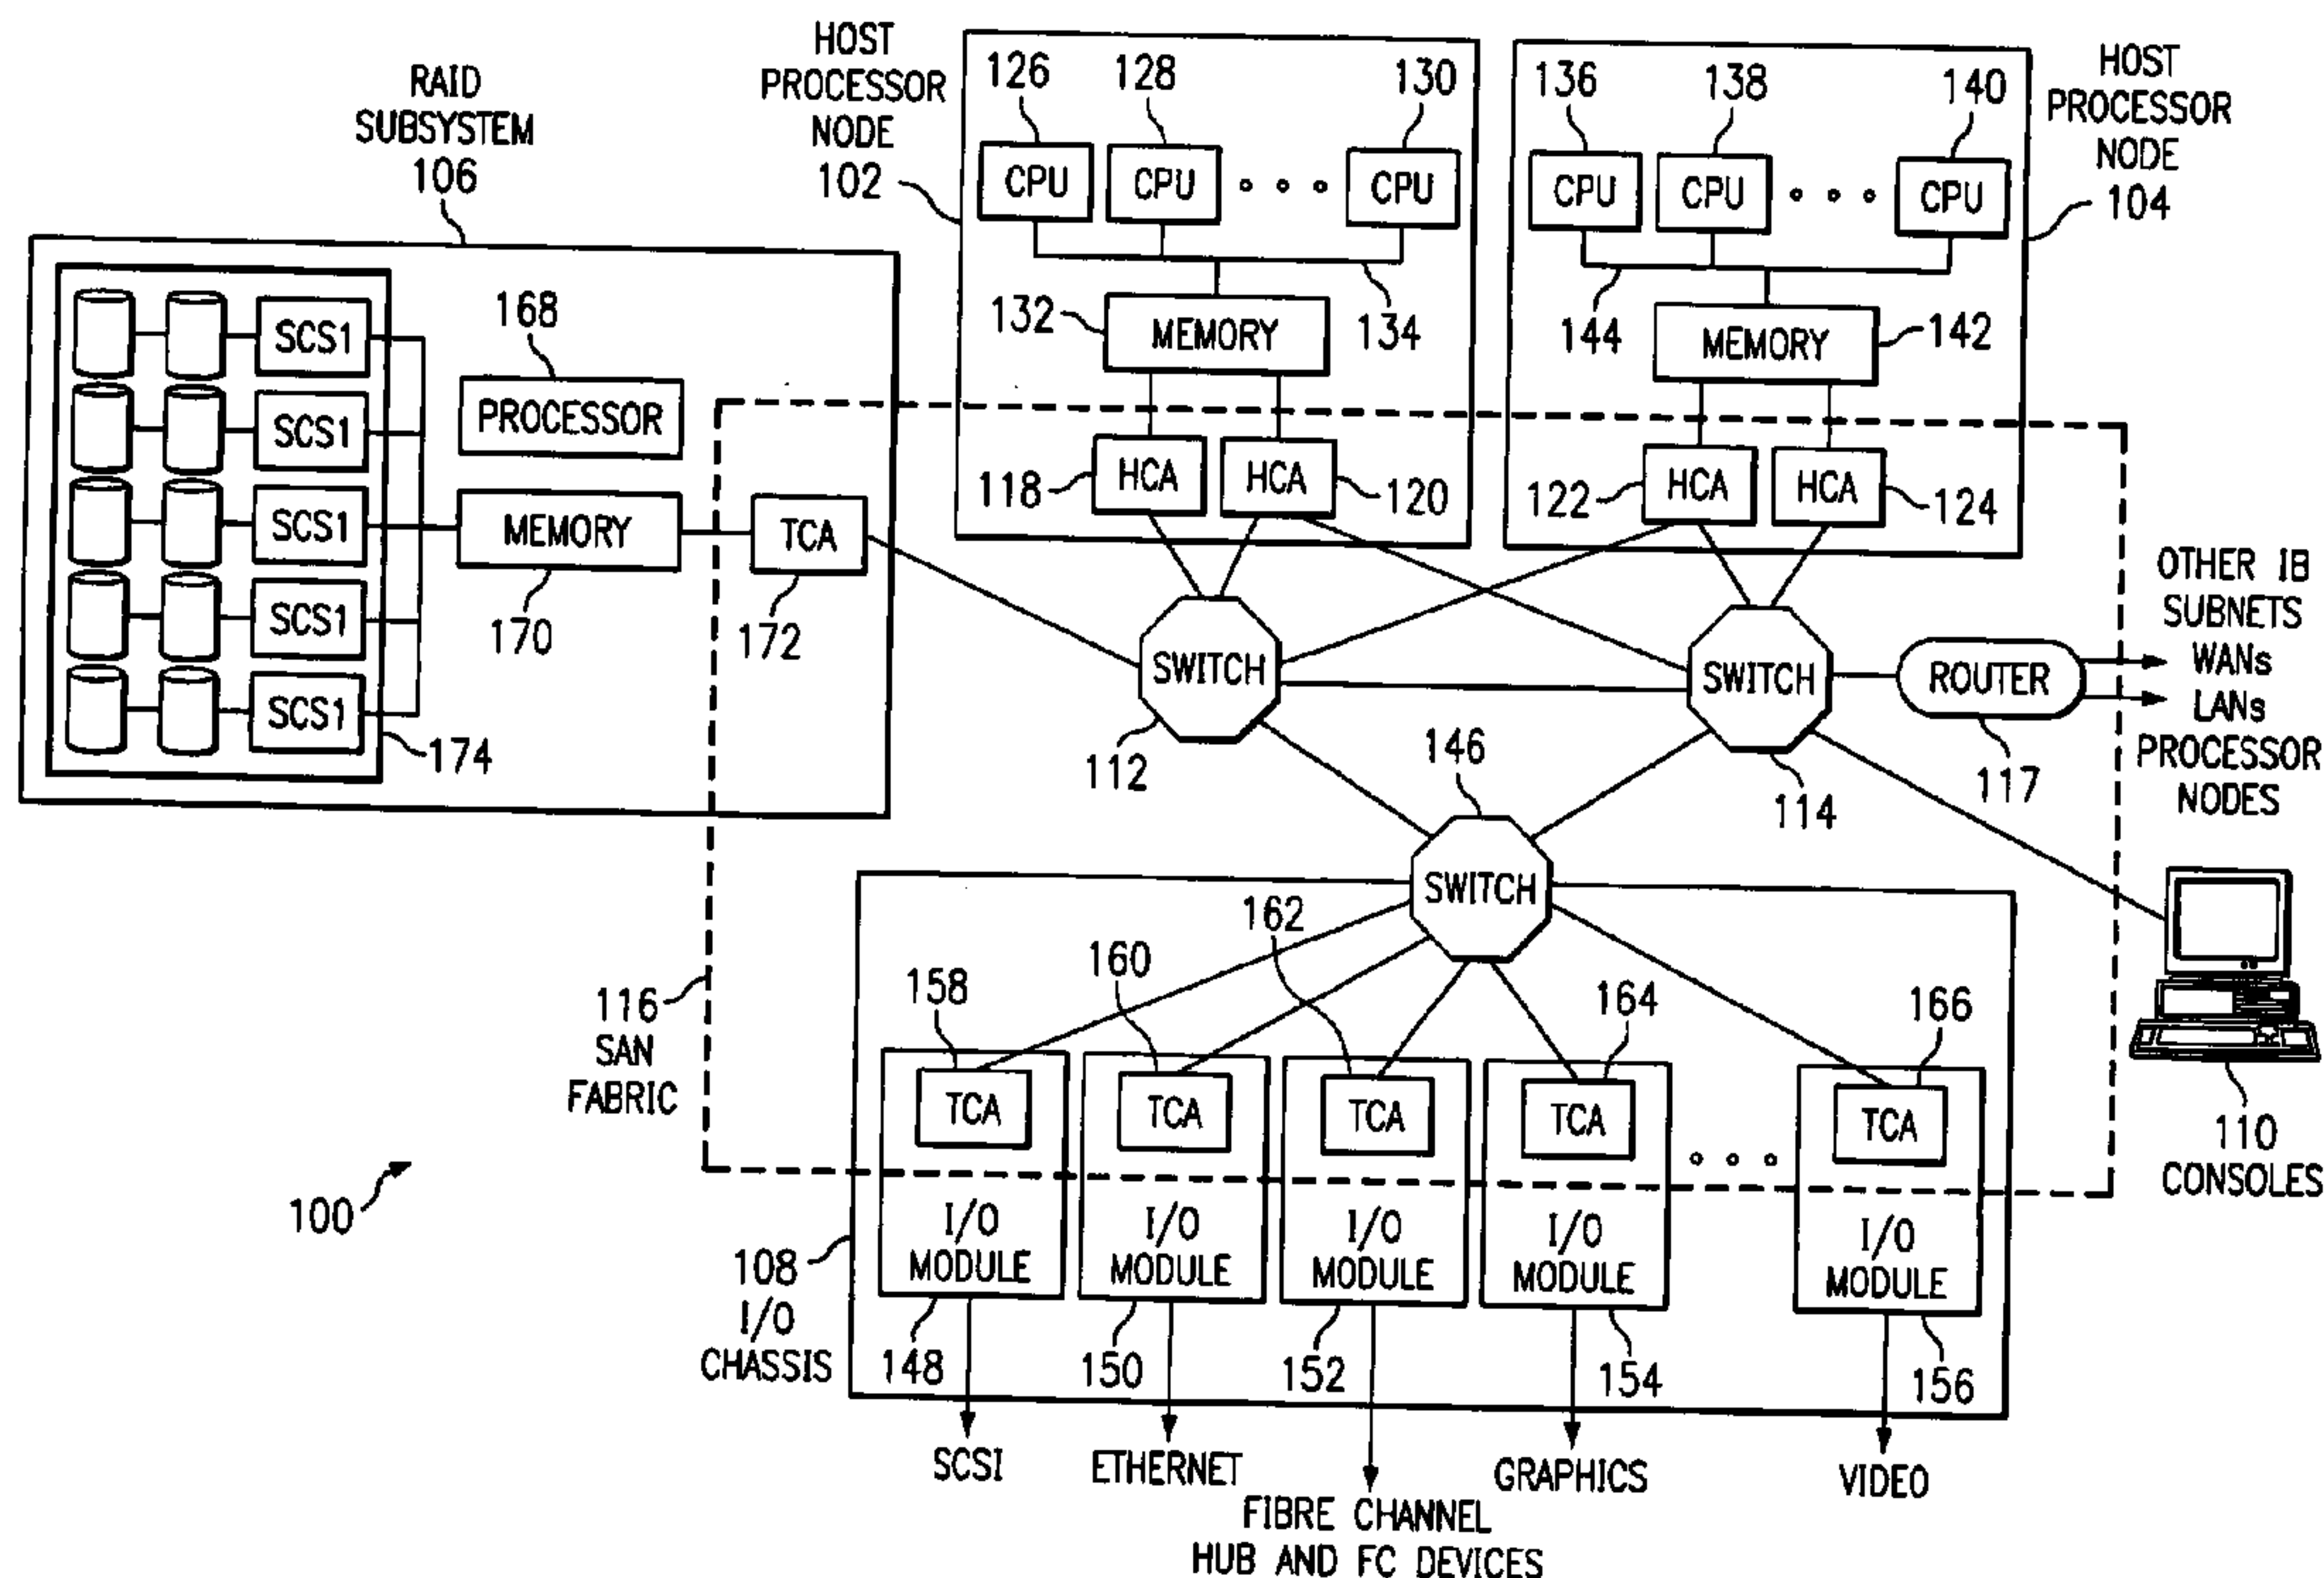 RAID
SUBSYSTEM
106
HOST
PROCESSOR
NODE
102
126
128
130
CPU
CPU
CPU
132
MEMORY
134
118
HCA
HCA
120
136
138
140
HOST
PROCESSOR
NODE
104
CPU
CPU
CPU
144
MEMORY
142
122
HCA
HCA
124
SCS1
SCS1
SCS1
SCS1
SCS1
174
168
PROCESSOR
MEMORY
170
TCA
172
SWITCH
112
SWITCH
114
ROUTER
117
OTHER IB
SUBNETS
WANs
LANs
PROCESSOR
NODES
146
SWITCH
110
CONSOLES
116
SAN
FABRIC
100
158
160
162
164
166
TCA
TCA
TCA
TCA
TCA
I/O
MODULE
I/O
MODULE
I/O
MODULE
I/O
MODULE
I/O
MODULE
108
I/O
CHASSIS
148
150
152
154
156
SCSI
ETHERNET
FIBRE CHANNEL
HUB AND FC DEVICES
GRAPHICS
VIDEO